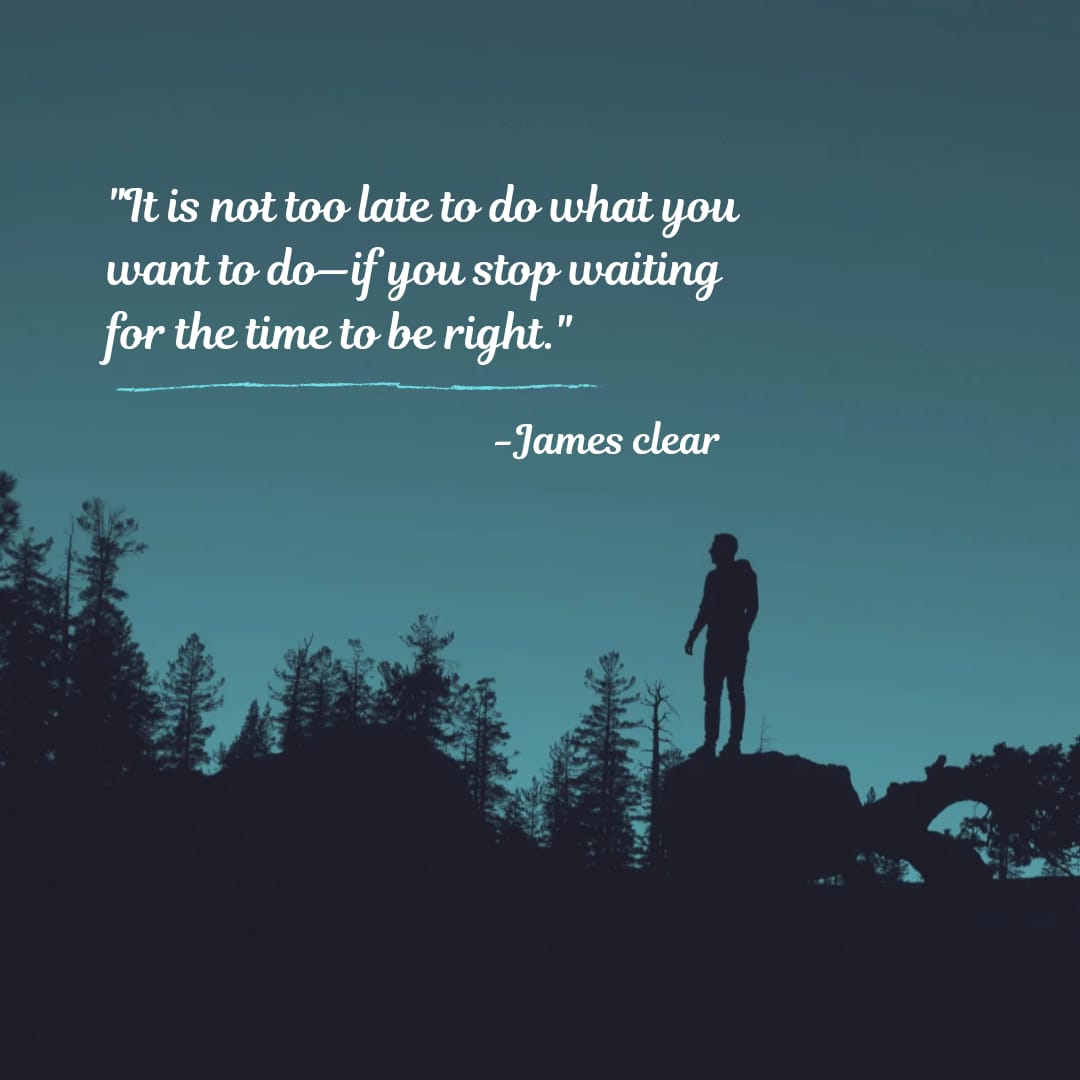 "It is not too late to do what you
want to do—if you stop waiting
for the time to be right."
-James clear